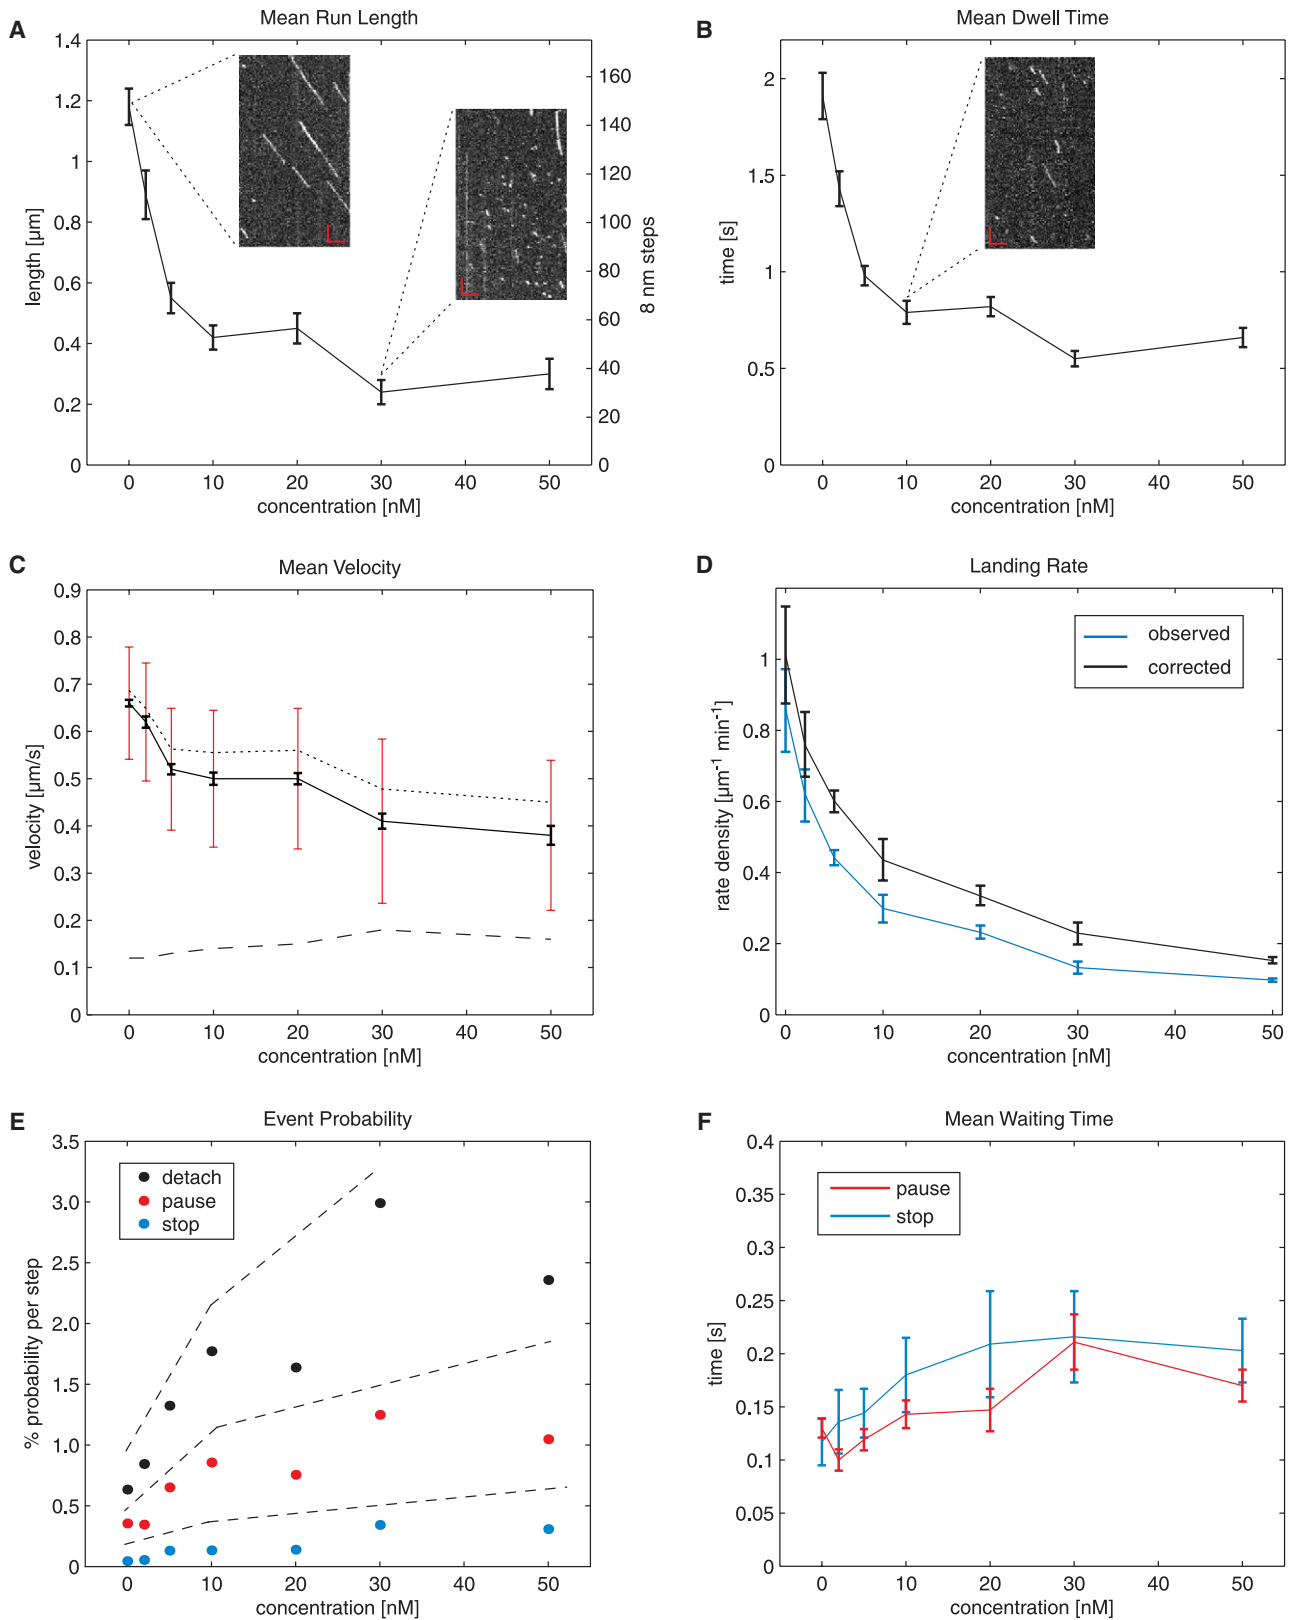 A
Mean Run Length
1.4
1.2
1
0.8
0.6
0.4
0.2
0
length [µm]
160
140
120
100
80
60
40
20
0
8 nm steps
0 10 20 30 40 50
concentration [nM]
B
Mean Dwell Time
2
1.5
1
0.5
0
time [s]
0 10 20 30 40 50
concentration [nM]
C
Mean Velocity
0.9
0.8
0.7
0.6
0.5
0.4
0.3
0.2
0.1
0
velocity [µm/s]
0 10 20 30 40 50
concentration [nM]
D
Landing Rate
observed
corrected
1
0.8
0.6
0.4
0.2
0
rate density [µm⁻¹ min⁻¹]
0 10 20 30 40 50
concentration [nM]
E
Event Probability
detach
pause
stop
3.5
3.0
2.5
2.0
1.5
1.0
0.5
0
% probability per step
0 10 20 30 40 50
concentration [nM]
F
Mean Waiting Time
pause
stop
0.4
0.35
0.3
0.25
0.2
0.15
0.1
0.05
0
time [s]
0 10 20 30 40 50
concentration [nM]